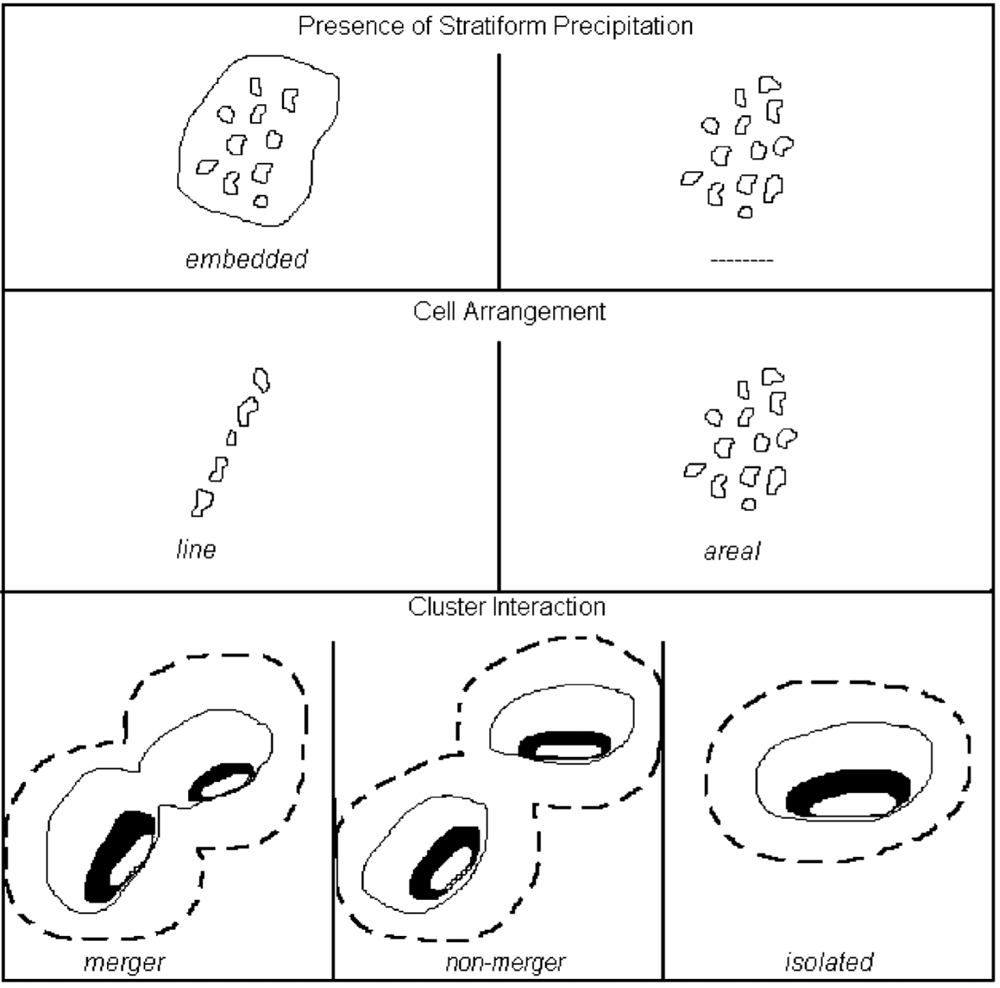 Presence of Stratiform Precipitation
embedded
--------
Cell Arrangement
line
areal
Cluster Interaction
merger
non-merger
isolated